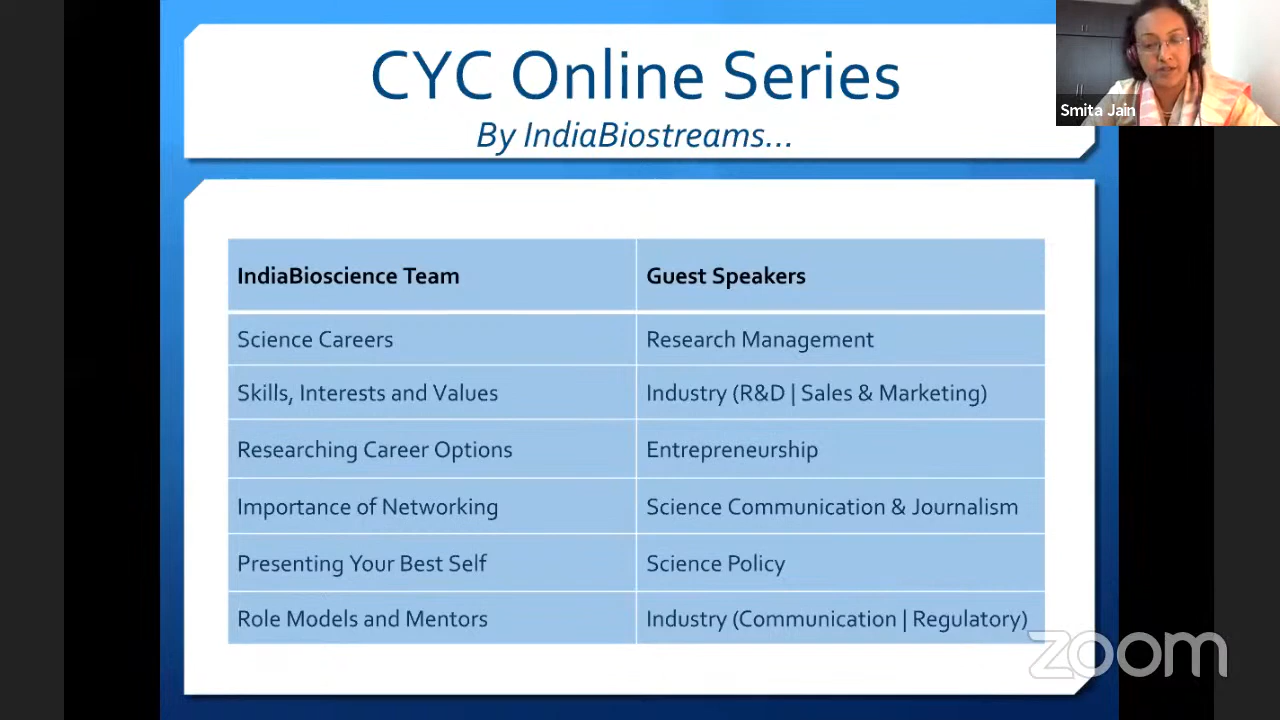 CYC Online Series
By IndiaBiostreams...
Smita Jain
IndiaBioscience Team
Guest Speakers
Science Careers
Research Management
Skills, Interests and Values
Industry (R&D | Sales & Marketing)
Researching Career Options
Entrepreneurship
Importance of Networking
Science Communication & Journalism
Presenting Your Best Self
Science Policy
Role Models and Mentors
Industry (Communication | Regulatory)
zoom